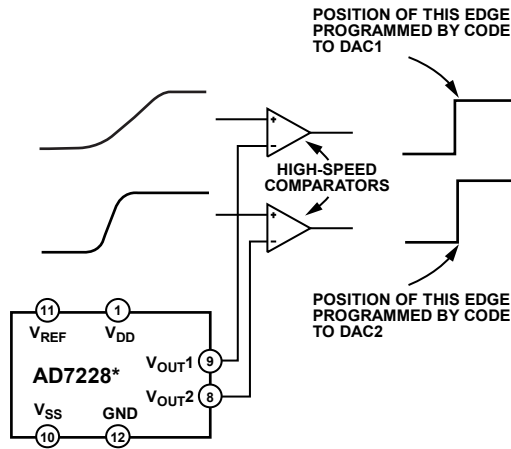 POSITION OF THIS EDGE
PROGRAMMED BY CODE
TO DAC1
+
–
HIGH-SPEED
COMPARATORS
+
–
POSITION OF THIS EDGE
PROGRAMMED BY CODE
TO DAC2
11
1
VREF
VDD
VOUT1
9
AD7228*
VOUT2
8
VSS
GND
10
12